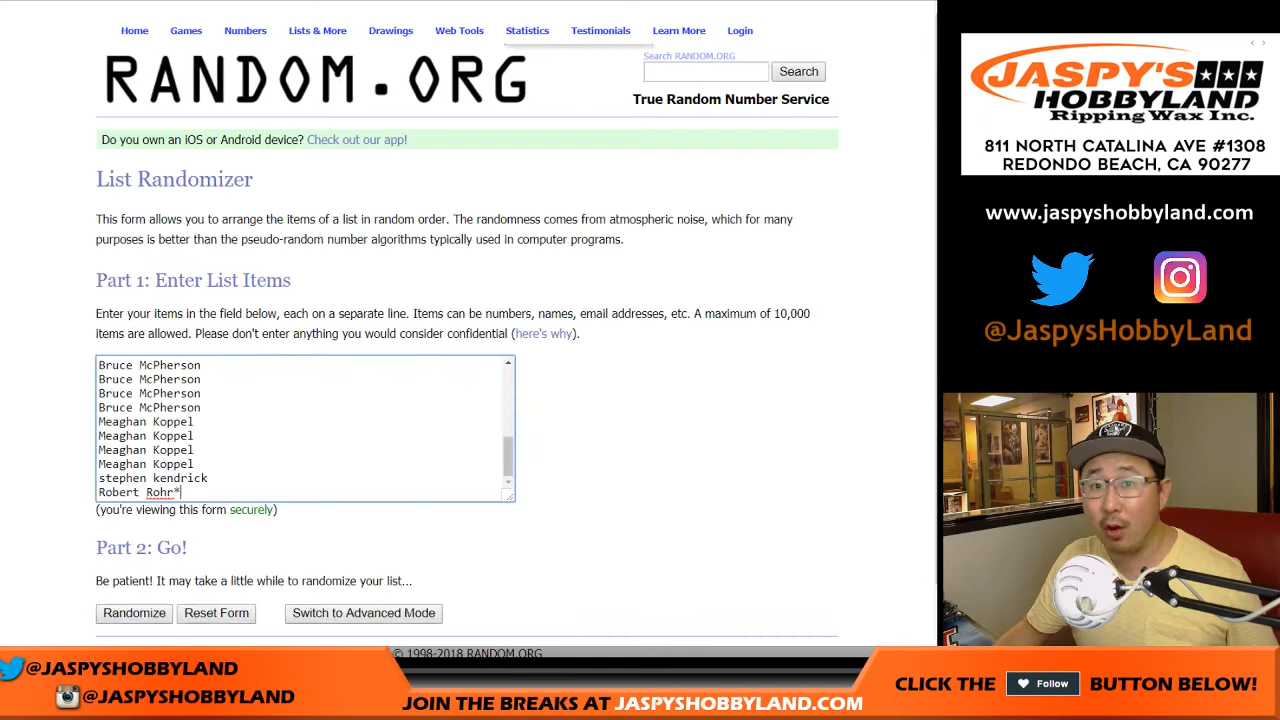 Home Games Numbers Lists & More Drawings Web Tools Statistics Testimonials Learn More Login
RANDOM.ORG
Search RANDOM.ORG
Search
True Random Number Service
Do you own an iOS or Android device? Check out our app!
List Randomizer
This form allows you to arrange the items of a list in random order. The randomness comes from atmospheric noise, which for many
purposes is better than the pseudo-random number algorithms typically used in computer programs.
Part 1: Enter List Items
Enter your items in the field below, each on a separate line. Items can be numbers, names, email addresses, etc. A maximum of 10,000
items are allowed. Please don't enter anything you would consider confidential (here's why).
Bruce McPherson
Bruce McPherson
Bruce McPherson
Bruce McPherson
Meaghan Koppel
Meaghan Koppel
Meaghan Koppel
Meaghan Koppel
stephen kendrick
Robert Rohr*
(you're viewing this form securely)
Part 2: Go!
Be patient! It may take a little while to randomize your list...
Randomize Reset Form Switch to Advanced Mode
© 1998-2018 RANDOM.ORG
JASPY'S
HOBBYLAND
Ripping Wax Inc.
811 NORTH CATALINA AVE #1308
REDONDO BEACH, CA 90277
www.jaspyshobbyland.com
@JaspysHobbyLand
@JASPYSHOBBYLAND
@JASPYSHOBBYLAND
JOIN THE BREAKS AT JASPYSHOBBYLAND.COM
CLICK THE Follow BUTTON BELOW!